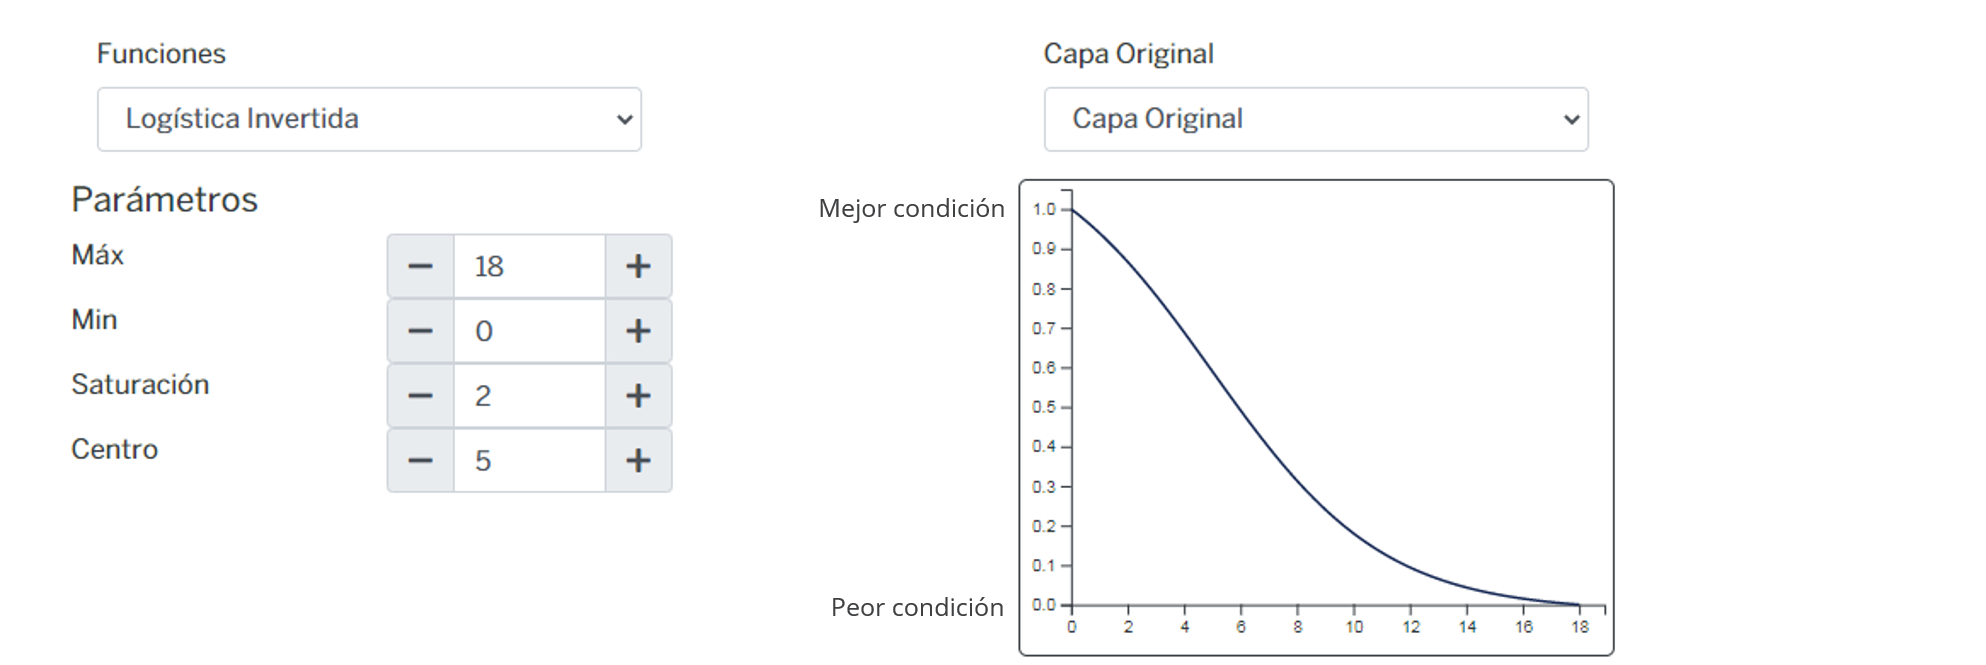 Funciones
Logística Invertida
Parámetros
Máx
18
Min
0
Saturación
2
Centro
5
Capa Original
Capa Original
Mejor condición
Peor condición
1.0
0.9
0.8
0.7
0.6
0.5
0.4
0.3
0.2
0.1
0.0
0 2 4 6 8 10 12 14 16 18